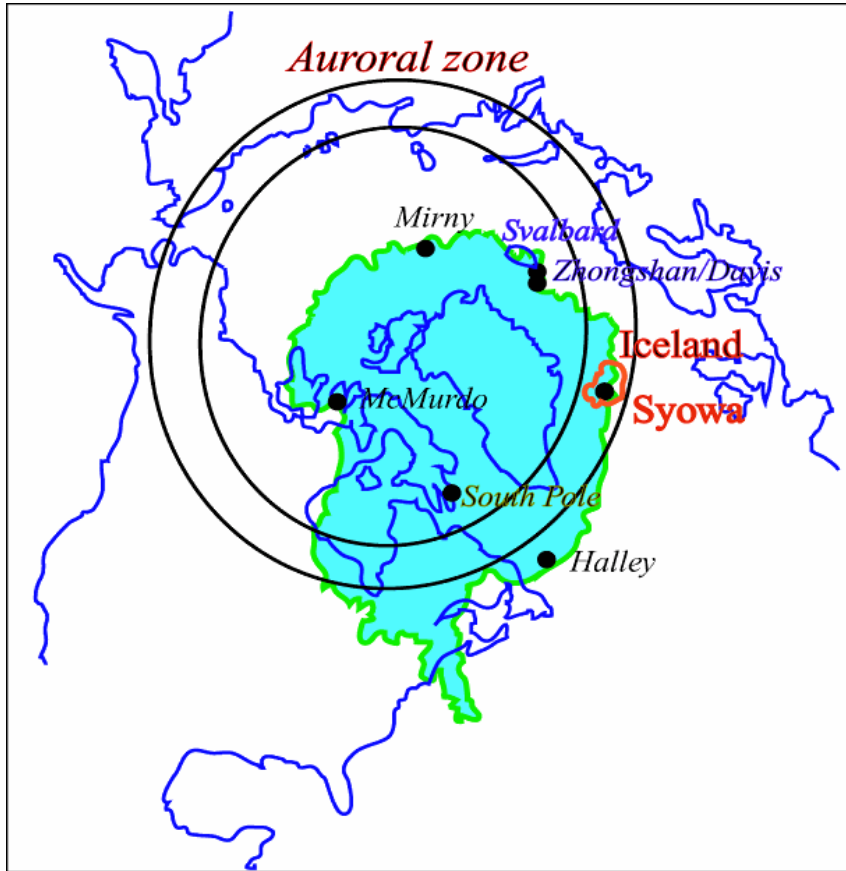 Auroral zone
Mirny
Svalbard
Zhongshan/Davis
Iceland
McMurdo
Syowa
South Pole
Halley